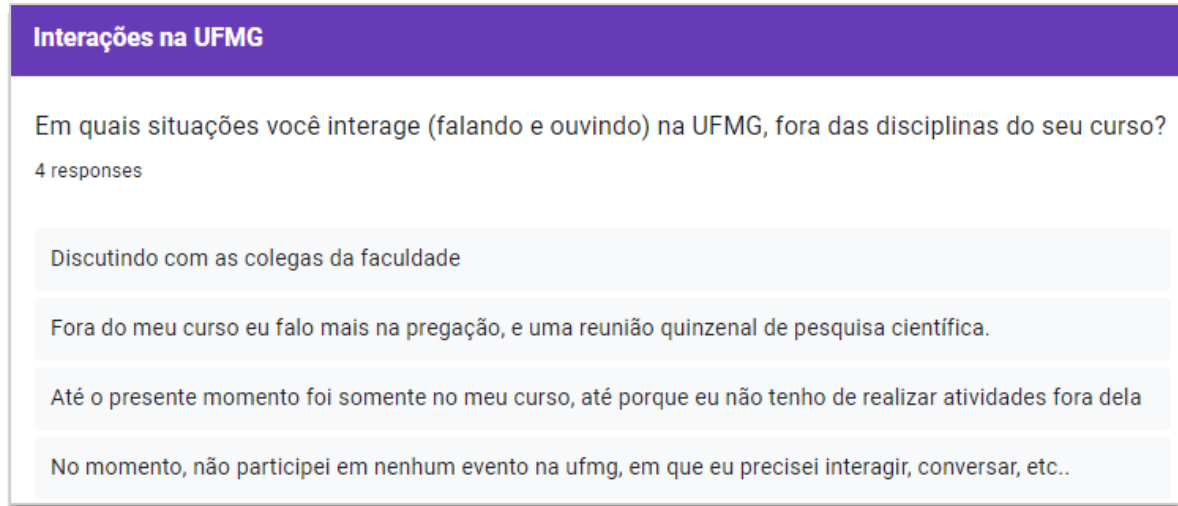 Interações na UFMG
Em quais situações você interage (falando e ouvindo) na UFMG, fora das disciplinas do seu curso?
4 responses
Discutindo com as colegas da faculdade
Fora do meu curso eu falo mais na pregação, e uma reunião quinzenal de pesquisa científica.
Até o presente momento foi somente no meu curso, até porque eu não tenho de realizar atividades fora dela
No momento, não participei em nenhum evento na ufmg, em que eu precisei interagir, conversar, etc..